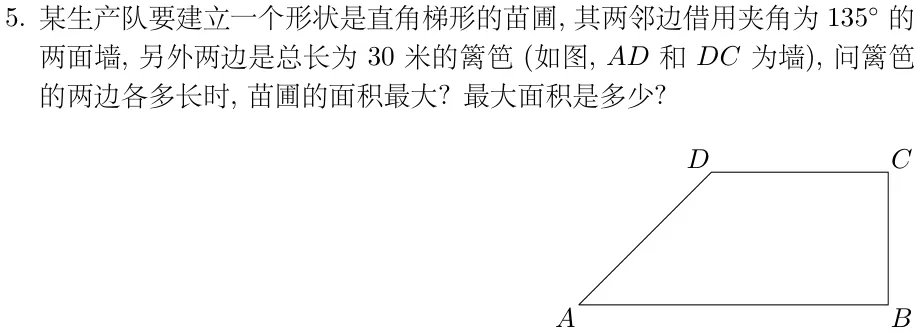 5. 某生产队要建立一个形状是直角梯形的苗圃, 其两邻边借用夹角为 135° 的
两面墙, 另外两边是总长为 30 米的篱笆 (如图, AD 和 DC 为墙), 问篱笆
的两边各多长时, 苗圃的面积最大? 最大面积是多少?
D C
A B